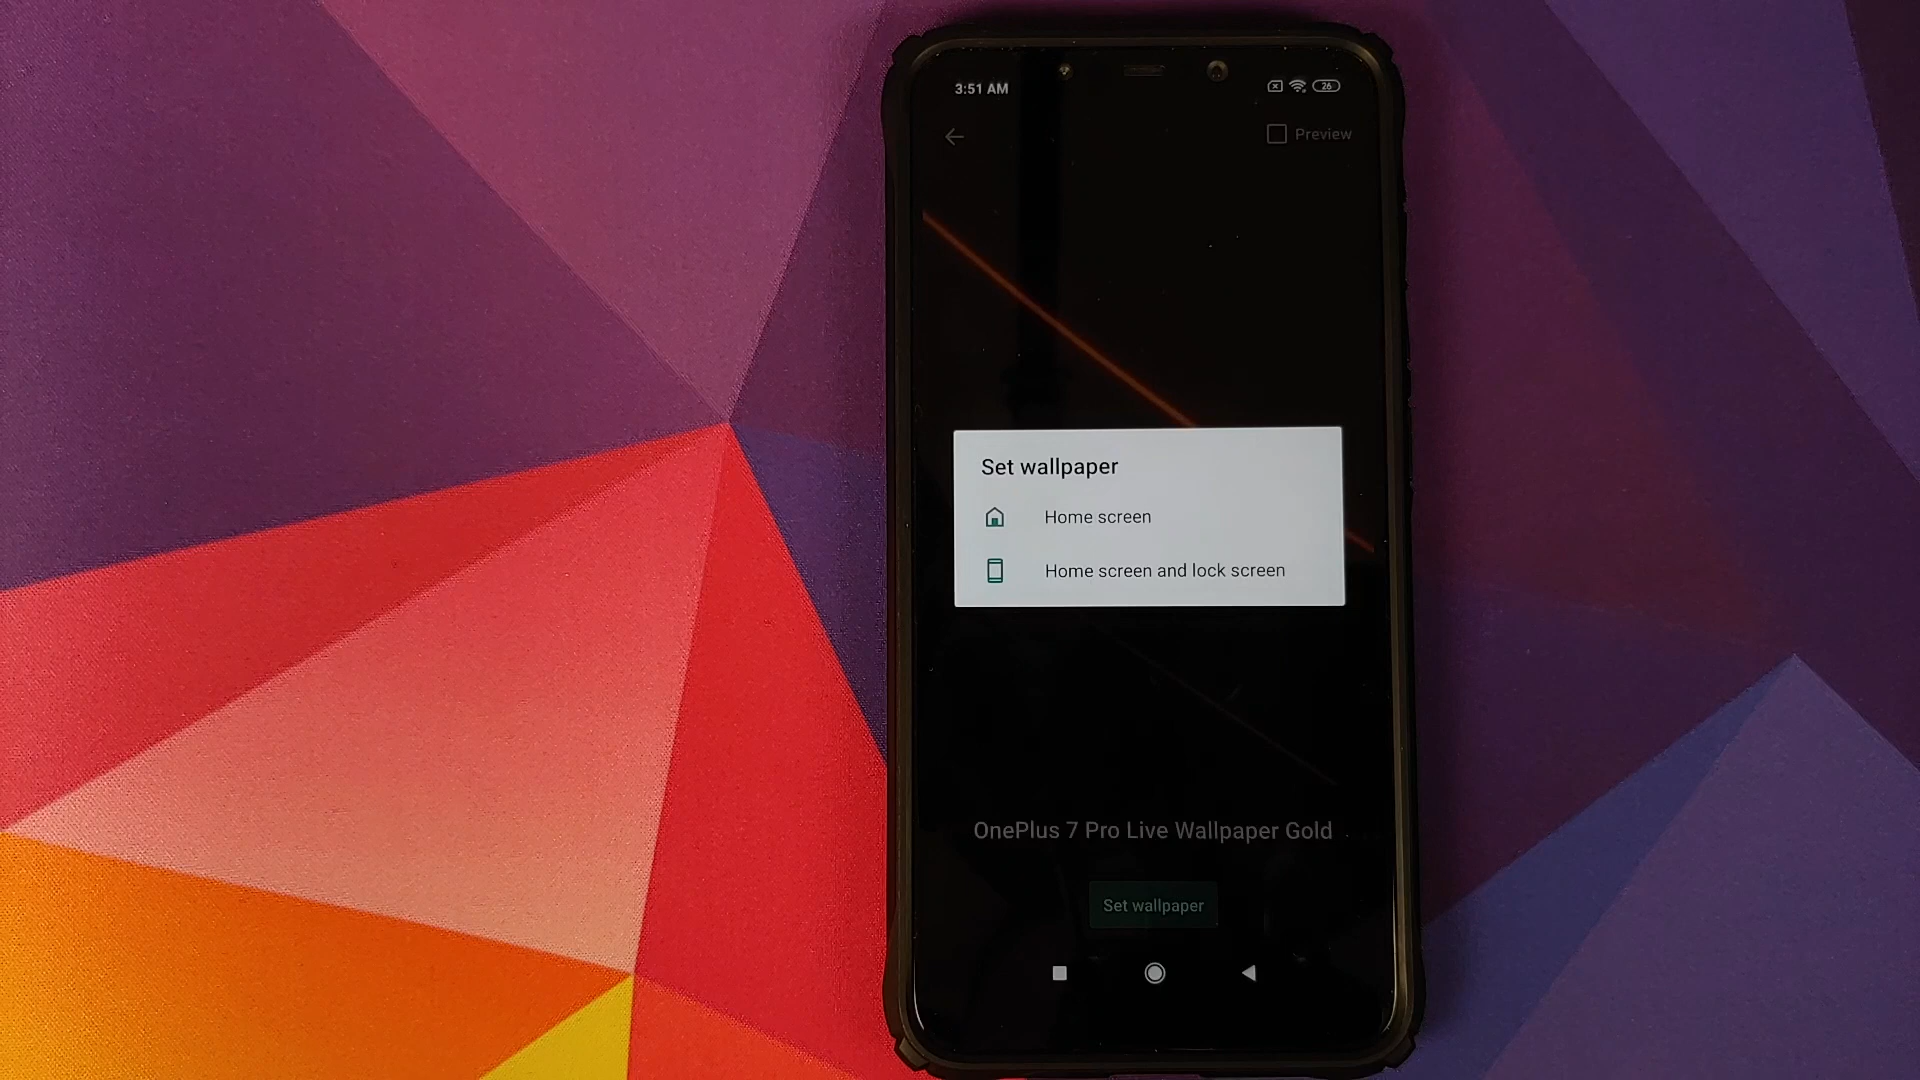 3:51 AM
26
Preview
Set wallpaper
Home screen
Home screen and lock screen
OnePlus 7 Pro Live Wallpaper Gold
Set wallpaper